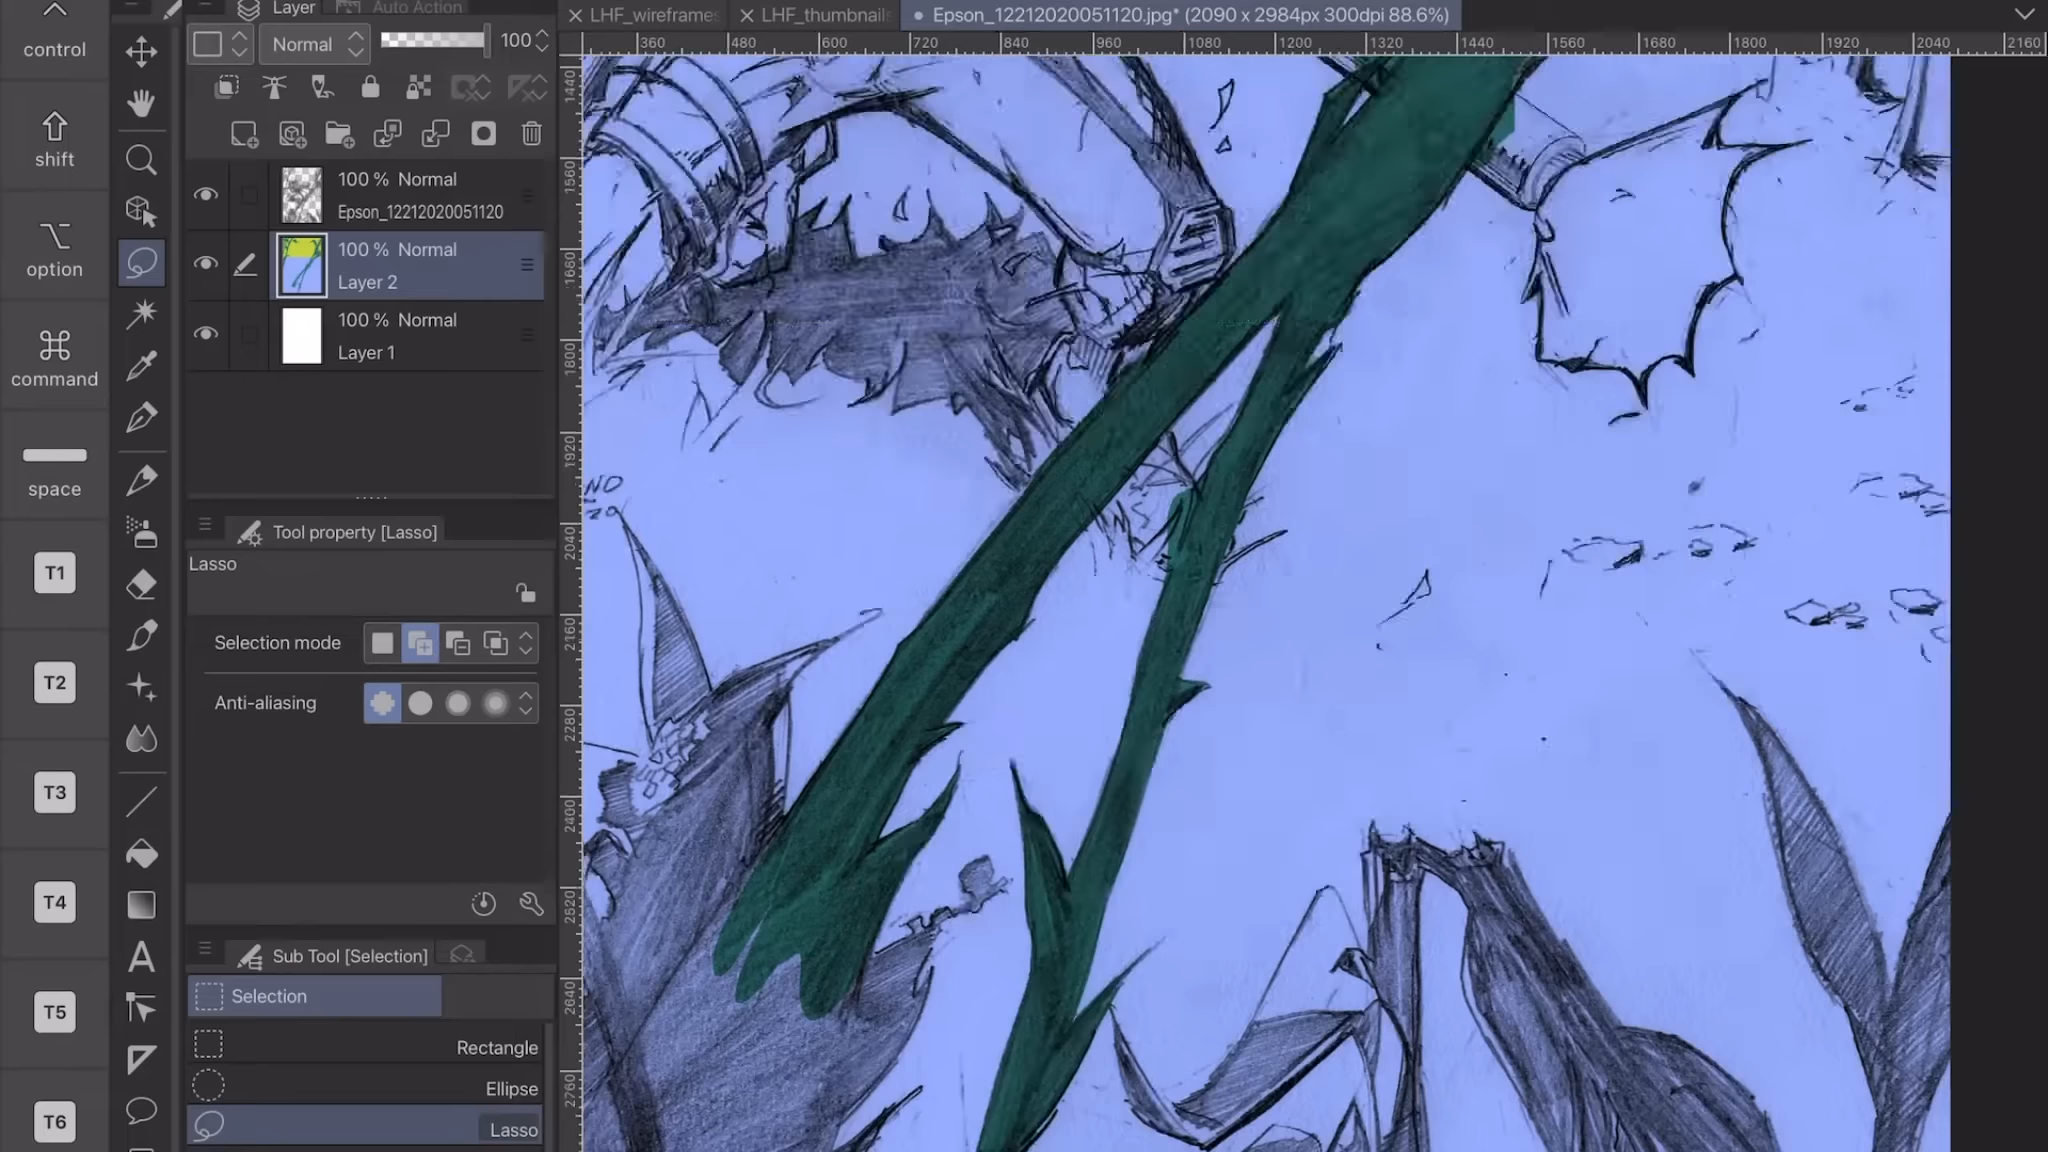 control
shift
option
command
space
T1
T2
T3
T4
T5
T6
Layer
Auto Action
Normal
100
100 % Normal
Epson_12212020051120
100 % Normal
Layer 2
100 % Normal
Layer 1
Tool property [Lasso]
Lasso
Selection mode
Anti-aliasing
Sub Tool [Selection]
Selection
Rectangle
Ellipse
Lasso
LHF_wireframes
LHF_thumbnails
Epson_12212020051120.jpg* (2090 x 2984px 300dpi 88.6%)
360 480 600 720 840 960 1080 1200 1320 1440 1560 1680 1800 1920 2040 2160
1440
1560
1680
1800
1920
2040
2160
2280
2400
2520
2640
2760
A